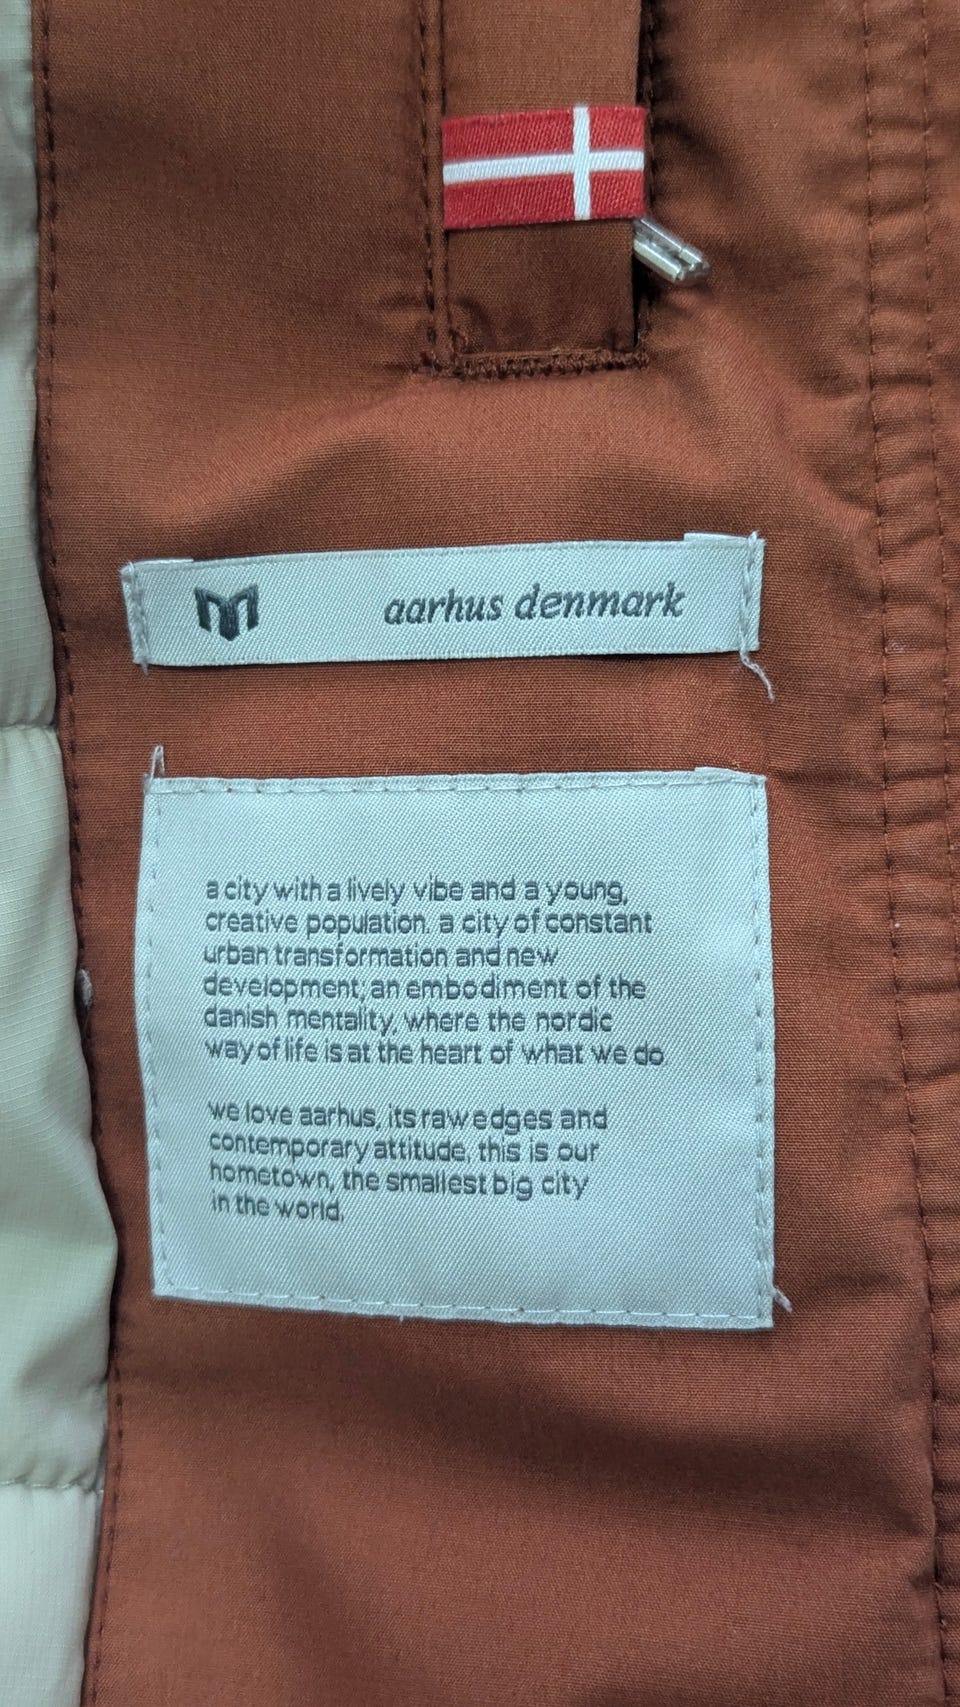 aarhus denmark
a city with a lively vibe and a young,
creative population. a city of constant
urban transformation and new
development, an embodiment of the
danish mentality, where the nordic
way of life is at the heart of what we do.
we love aarhus, its raw edges and
contemporary attitude. this is our
hometown, the smallest big city
in the world.